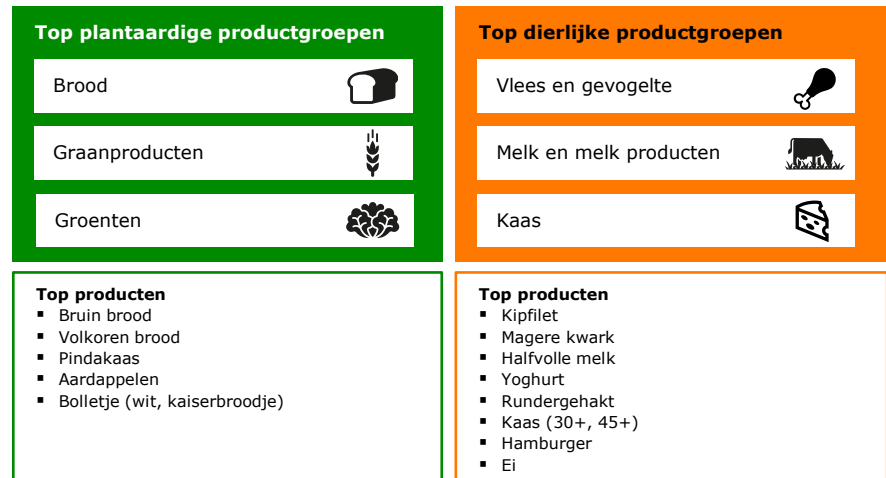 Top plantaardige productgroepen
Brood
Graanproducten
Groenten
Top producten
▪ Bruin brood
▪ Volkoren brood
▪ Pindakaas
▪ Aardappelen
▪ Bolletje (wit, kaiserbroodje)
Top dierlijke productgroepen
Vlees en gevogelte
Melk en melk producten
Kaas
Top producten
▪ Kipfilet
▪ Magere kwark
▪ Halfvolle melk
▪ Yoghurt
▪ Rundergehakt
▪ Kaas (30+, 45+)
▪ Hamburger
▪ Ei